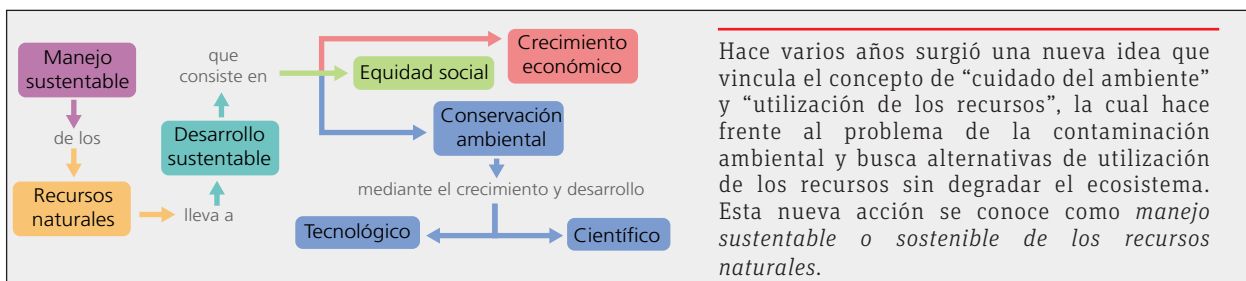 Manejo
sustentable
de los
Recursos
naturales
lleva a
Desarrollo
sustentable
que
consiste en
Equidad social
Crecimiento
económico
Conservación
ambiental
mediante el crecimiento y desarrollo
Tecnológico
Científico
Hace varios años surgió una nueva idea que
vincula el concepto de “cuidado del ambiente”
y “utilización de los recursos”, la cual hace
frente al problema de la contaminación
ambiental y busca alternativas de utilización
de los recursos sin degradar el ecosistema.
Esta nueva acción se conoce como manejo
sustentable o sostenible de los recursos
naturales.